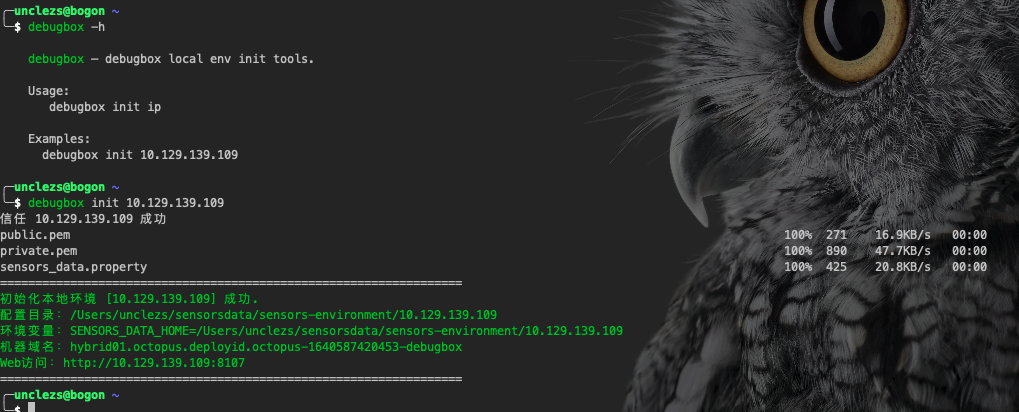 unclezs@bogon ~
$ debugbox -h
debugbox – debugbox local env init tools.
Usage:
debugbox init ip
Examples:
debugbox init 10.129.139.109
unclezs@bogon ~
$ debugbox init 10.129.139.109
信任 10.129.139.109 成功
public.pem 100% 271 16.9KB/s 00:00
private.pem 100% 890 47.7KB/s 00:00
sensors_data.property 100% 425 20.8KB/s 00:00
==================================================================
初始化本地环境 [10.129.139.109] 成功.
配置目录: /Users/unclezs/sensorsdata/sensors-environment/10.129.139.109
环境变量: SENSORS_DATA_HOME=/Users/unclezs/sensorsdata/sensors-environment/10.129.139.109
机器域名: hybrid01.octopus.deployid.octopus-1640587420453-debugbox
Web访问: http://10.129.139.109:8107
==================================================================
unclezs@bogon ~
$